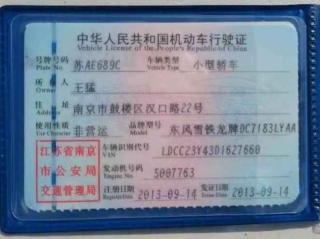 中华人民共和国机动车行驶证
Vehicle License of the People's Republic of China
号牌号码 苏AE689C 车辆类型 小型轿车
Plate No. Vehicle Type
所有人 王猛
Owner
住址 南京市鼓楼区汉口路22号
Address
使用性质 非营运 品牌型号 东风雪铁龙牌DC7183LYAA
Use Character Model
江苏省南京
市公安局
交通管理局
车辆识别代号 LDCC23Y43D1627660
VIN
发动机号码 5007763
Engine No.
注册日期 2013-09-14 发证日期 2013-09-14
Register Date Issue Date